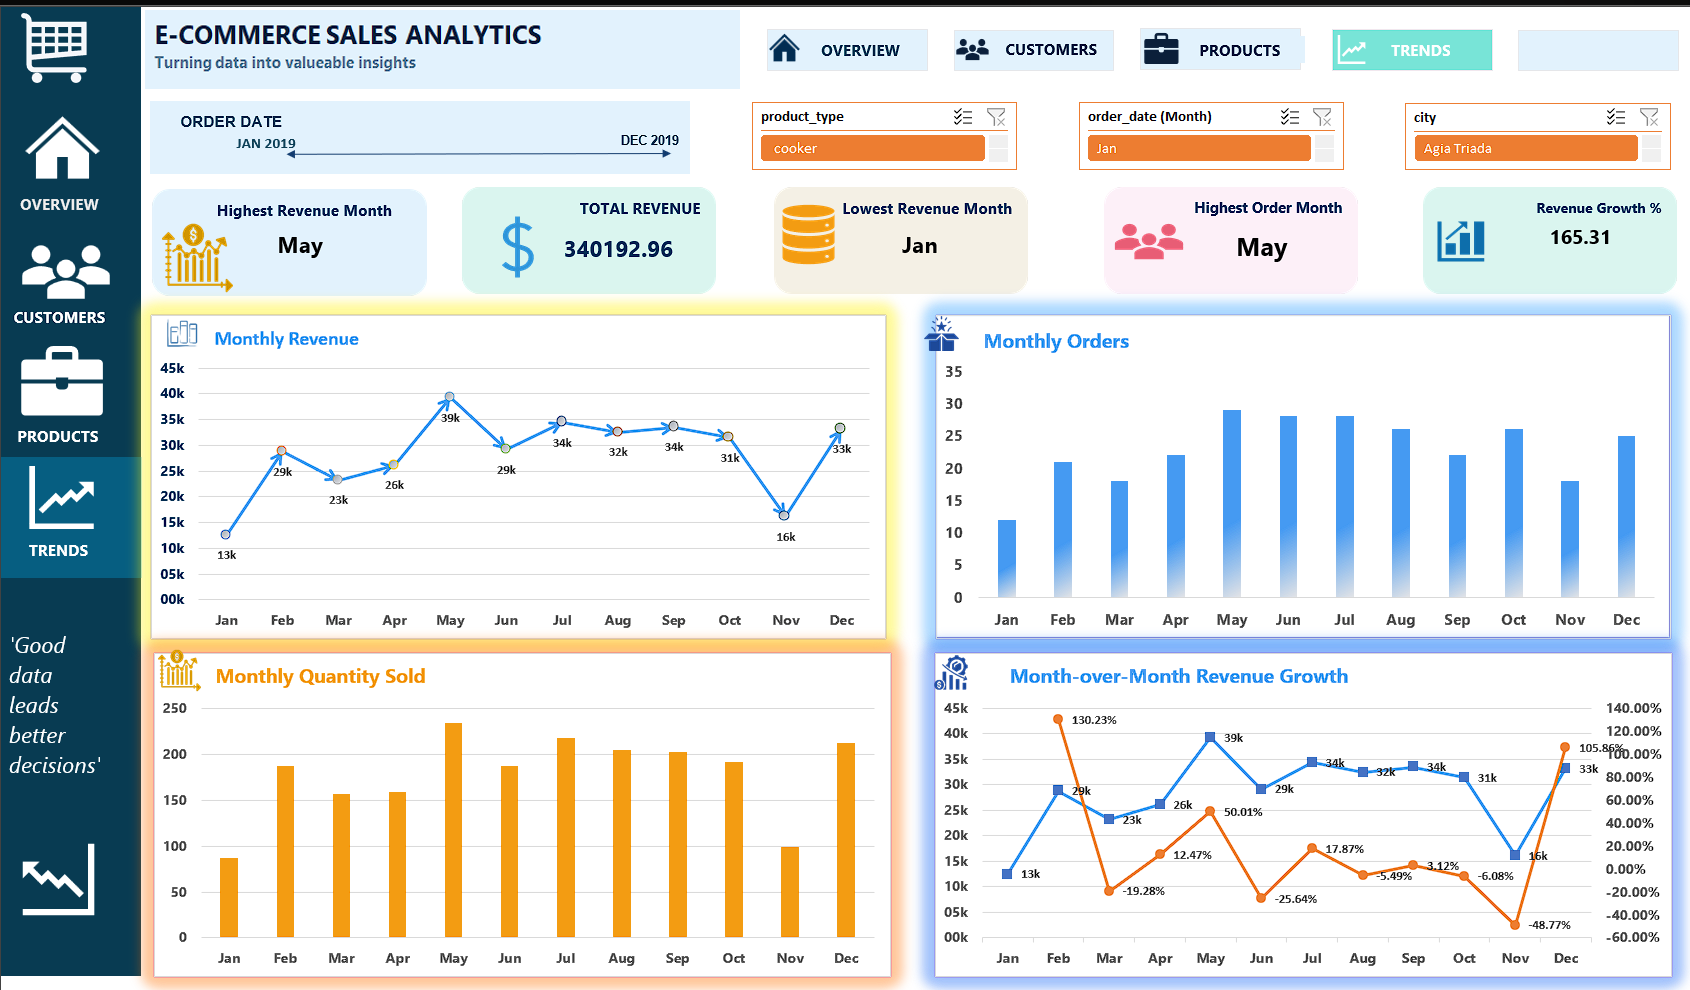 E-COMMERCE SALES ANALYTICS
Turning data into valueable insights
OVERVIEW
CUSTOMERS
PRODUCTS
TRENDS
OVERVIEW
CUSTOMERS
PRODUCTS
TRENDS
'Good
data
leads
better
decisions'
ORDER DATE
JAN 2019
DEC 2019
product_type
cooker
order_date (Month)
Jan
city
Agia Triada
Highest Revenue Month
May
TOTAL REVENUE
340192.96
Lowest Revenue Month
Jan
Highest Order Month
May
Revenue Growth %
165.31
Monthly Revenue
45k
40k
35k
30k
25k
20k
15k
10k
05k
00k
13k
29k
23k
26k
39k
29k
34k
32k
34k
31k
16k
33k
Jan Feb Mar Apr May Jun Jul Aug Sep Oct Nov Dec
Monthly Orders
35
30
25
20
15
10
5
0
Jan Feb Mar Apr May Jun Jul Aug Sep Oct Nov Dec
Monthly Quantity Sold
250
200
150
100
50
0
Jan Feb Mar Apr May Jun Jul Aug Sep Oct Nov Dec
Month-over-Month Revenue Growth
45k
40k
35k
30k
25k
20k
15k
10k
05k
00k
13k
29k
23k
26k
39k
29k
34k
32k
34k
31k
16k
33k
130.23%
-19.28%
12.47%
50.01%
-25.64%
17.87%
-5.49%
3.12%
-6.08%
-48.77%
105.86%
140.00%
120.00%
100.00%
80.00%
60.00%
40.00%
20.00%
0.00%
-20.00%
-40.00%
-60.00%
Jan Feb Mar Apr May Jun Jul Aug Sep Oct Nov Dec